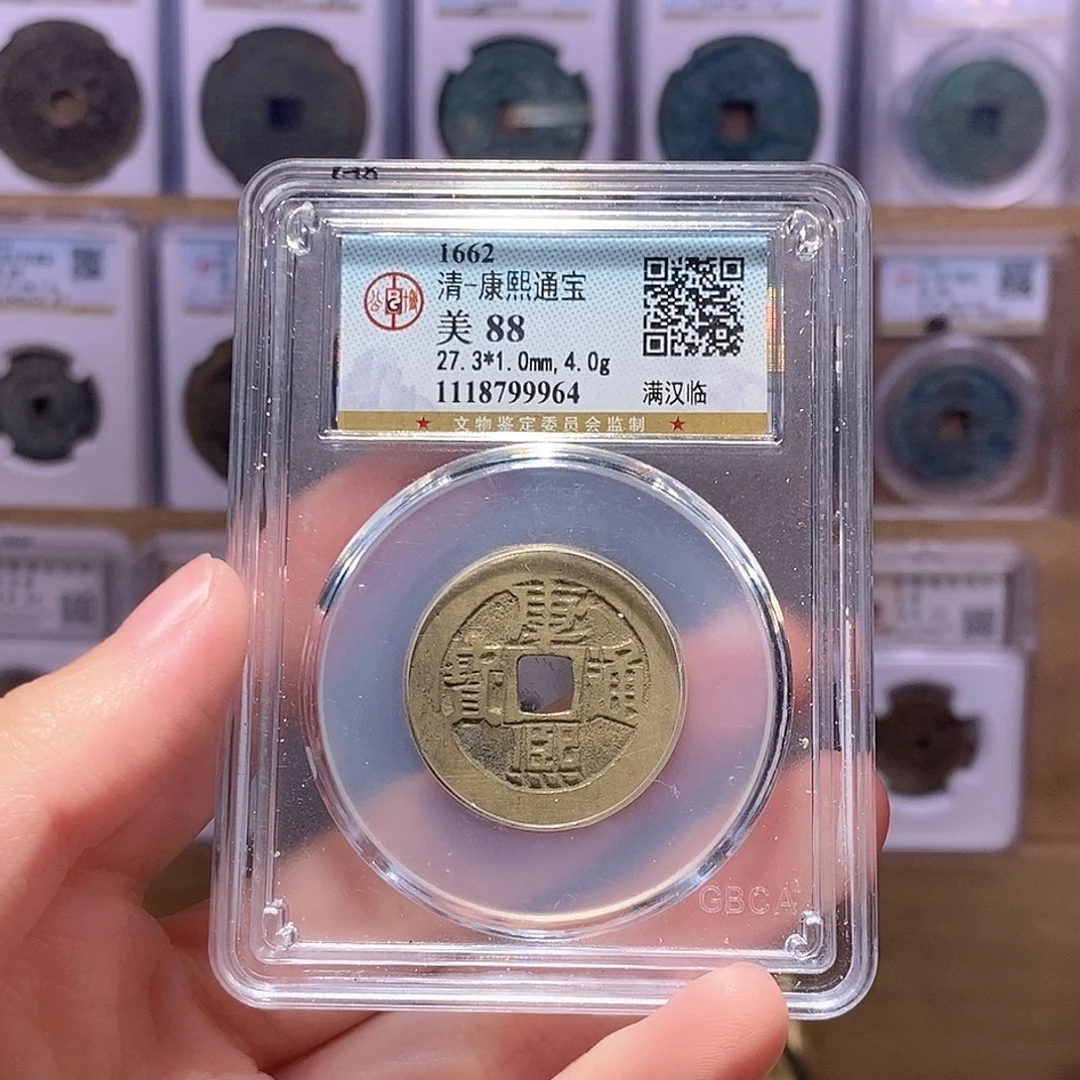 1662
清-康熙通宝
美 88
27.3*1.0mm, 4.0g
1118799964
满汉临
★ 文物鉴定委员会监制 ★
康
通
寶
熙
GBCA